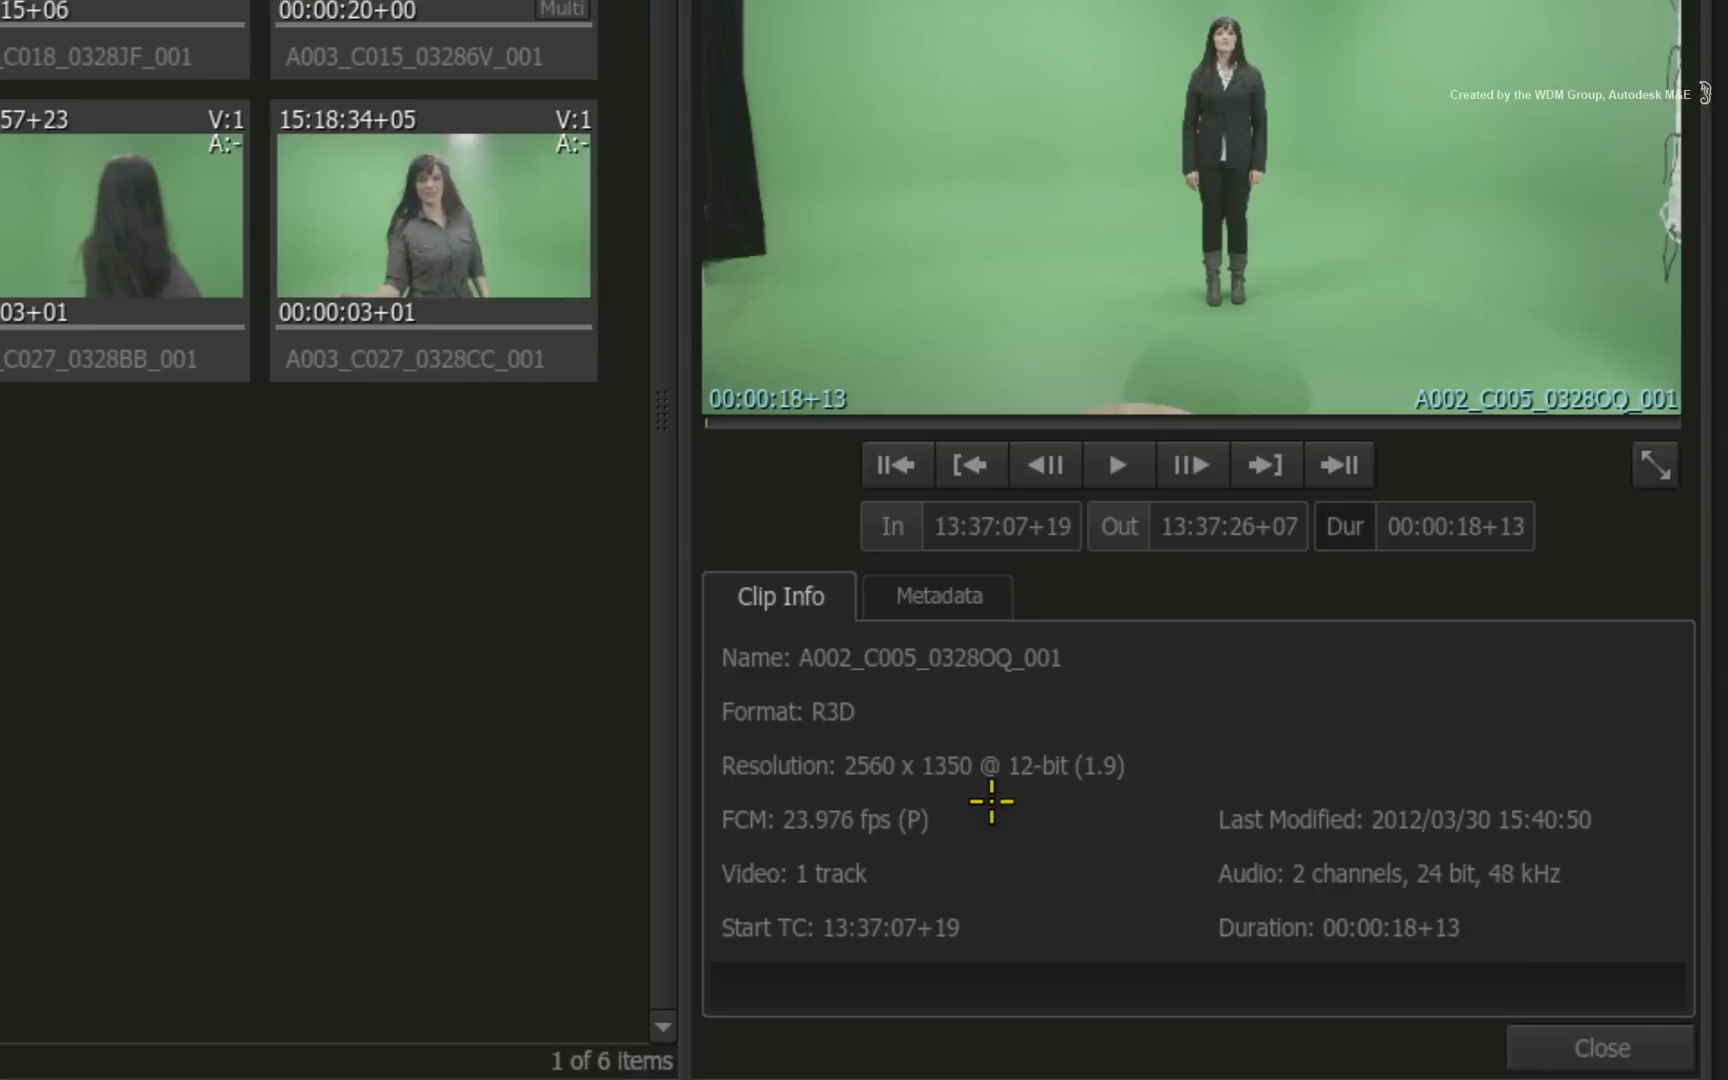 15+06
00:00:20+00 Multi
_C018_0328JF_001
A003_C015_03286V_001
57+23 V:1
A:-
15:18:34+05 V:1
A:-
03+01
00:00:03+01
_C027_0328BB_001
A003_C027_0328CC_001
1 of 6 items
Created by the WDM Group, Autodesk M&E
00:00:18+13 A002_C005_0328OQ_001
In 13:37:07+19 Out 13:37:26+07 Dur 00:00:18+13
Clip Info Metadata
Name: A002_C005_0328OQ_001
Format: R3D
Resolution: 2560 x 1350 @ 12-bit (1.9)
FCM: 23.976 fps (P) Last Modified: 2012/03/30 15:40:50
Video: 1 track Audio: 2 channels, 24 bit, 48 kHz
Start TC: 13:37:07+19 Duration: 00:00:18+13
Close